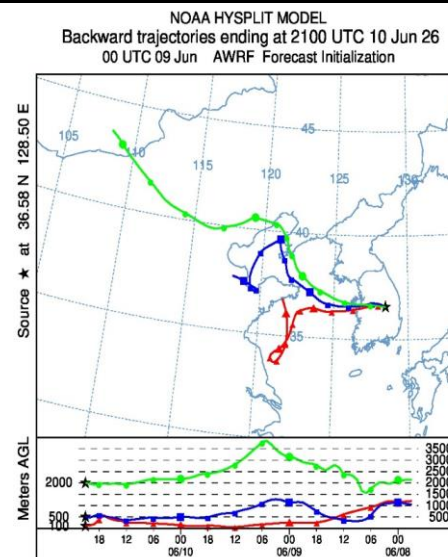 NOAA HYSPLIT MODEL
Backward trajectories ending at 2100 UTC 10 Jun 26
00 UTC 09 Jun AWRF Forecast Initialization
Source ★ at 36.58 N 128.50 E
105
110
115
120
125
130
45
40
35
Meters AGL
2000
500
100
3500
3000
2500
2000
1500
1000
500
18 12 06 00 18 12 06 00 18 12 06 00
06/10 06/09 06/08